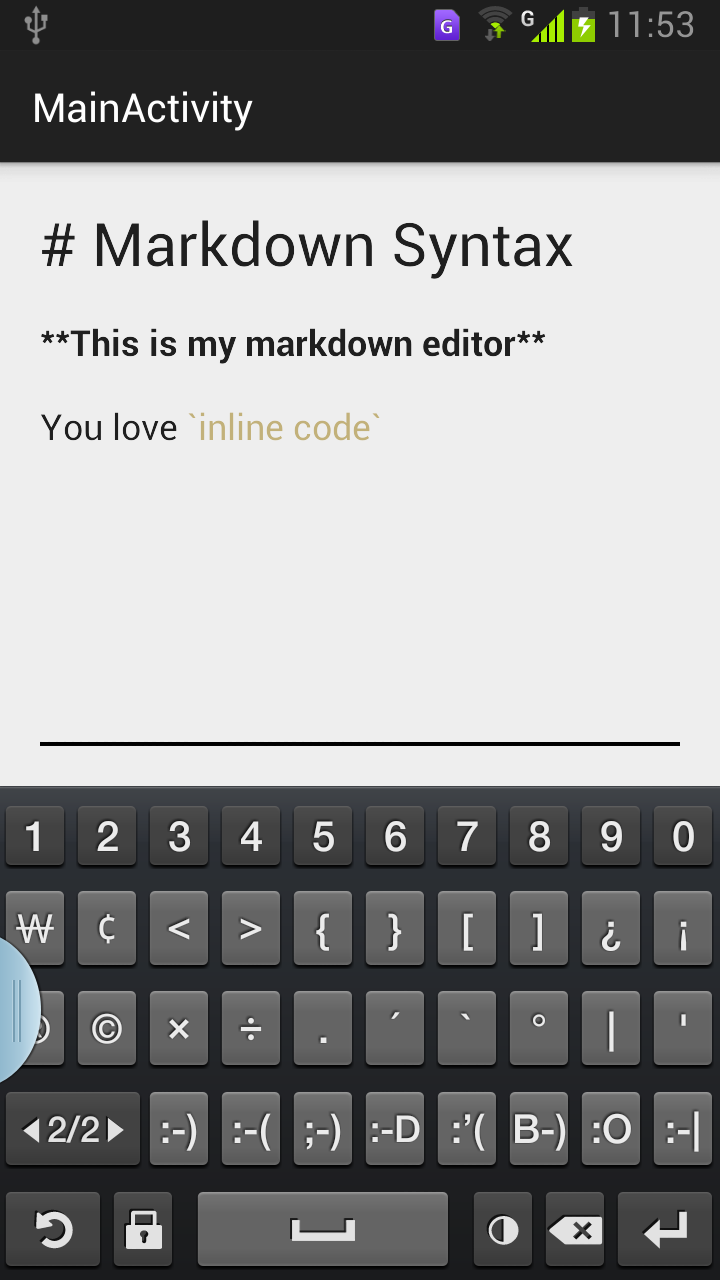 G G 11:53
MainActivity
# Markdown Syntax
**This is my markdown editor**
You love `inline code`
1 2 3 4 5 6 7 8 9 0
₩ ¢ < > { } [ ] ¿ ¡
© × ÷ . ´ ` ° | '
2/2 :-) :-( ;-) :-D :'( B-) :O :-|